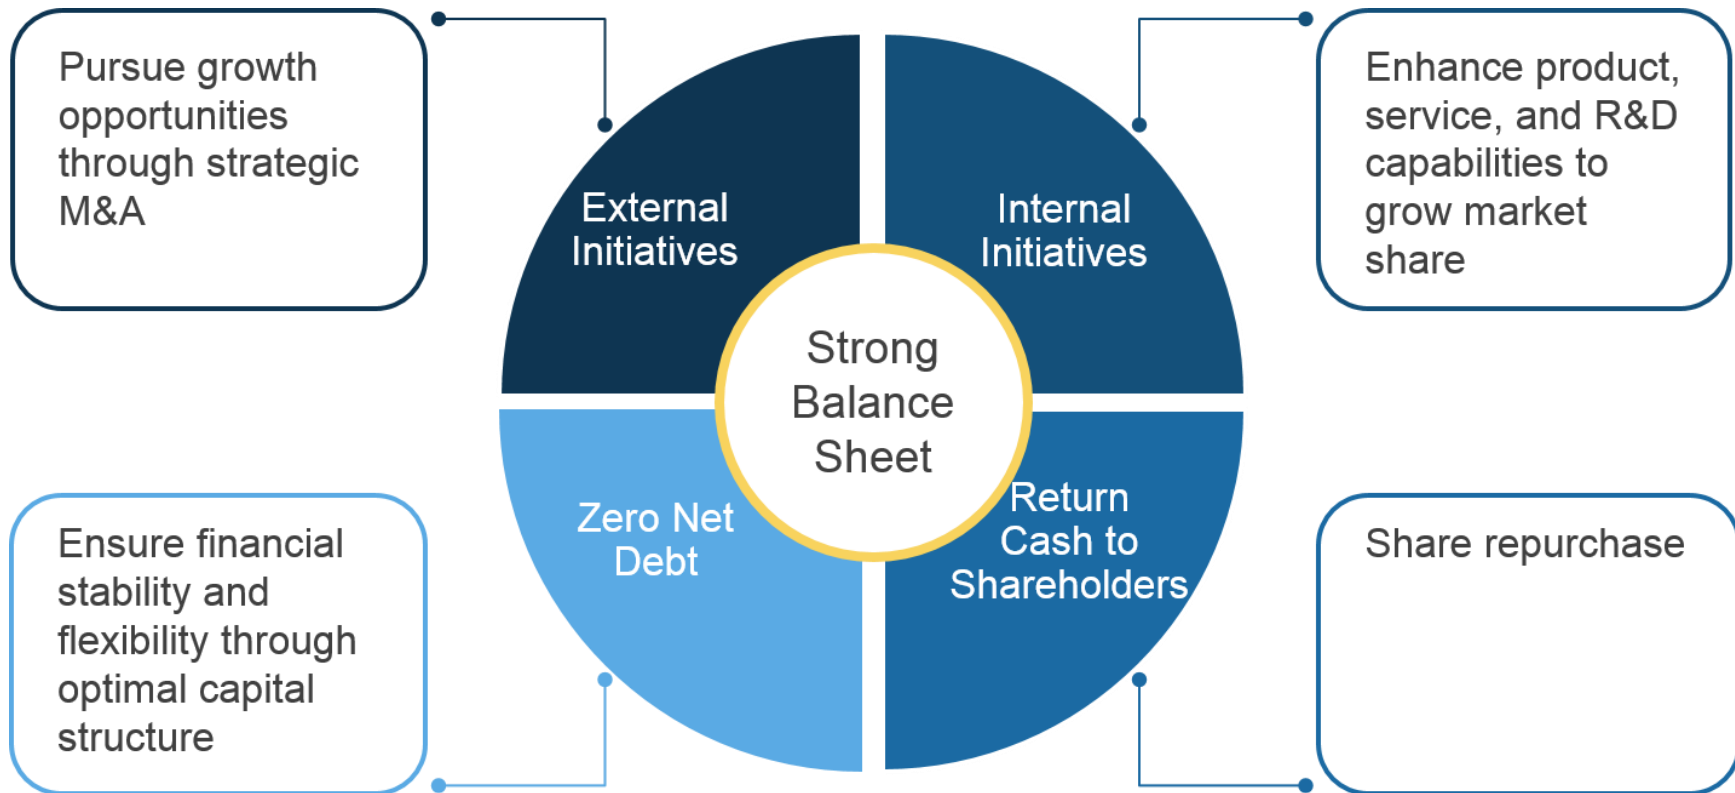 Pursue growth
opportunities
through strategic
M&A
External
Initiatives
Internal
Initiatives
Enhance product,
service, and R&D
capabilities to
grow market
share
Strong
Balance
Sheet
Ensure financial
stability and
flexibility through
optimal capital
structure
Zero Net
Debt
Return
Cash to
Shareholders
Share repurchase